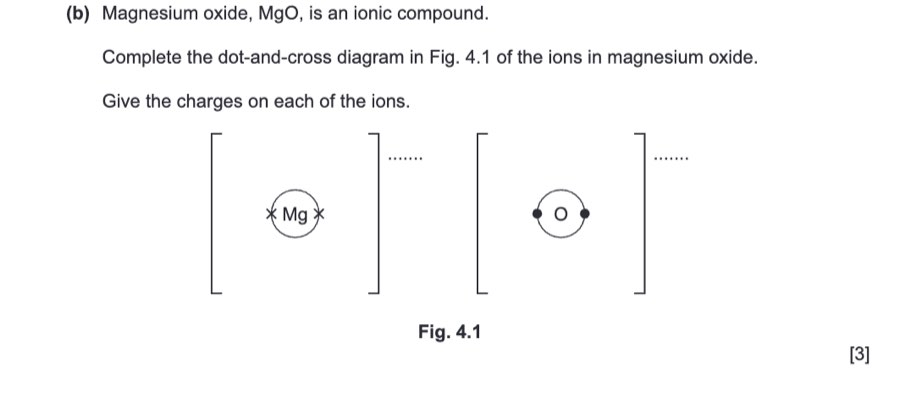 (b) Magnesium oxide, MgO, is an ionic compound.
Complete the dot-and-cross diagram in Fig. 4.1 of the ions in magnesium oxide.
Give the charges on each of the ions.
....... .......
Mg O
Fig. 4.1
[3]